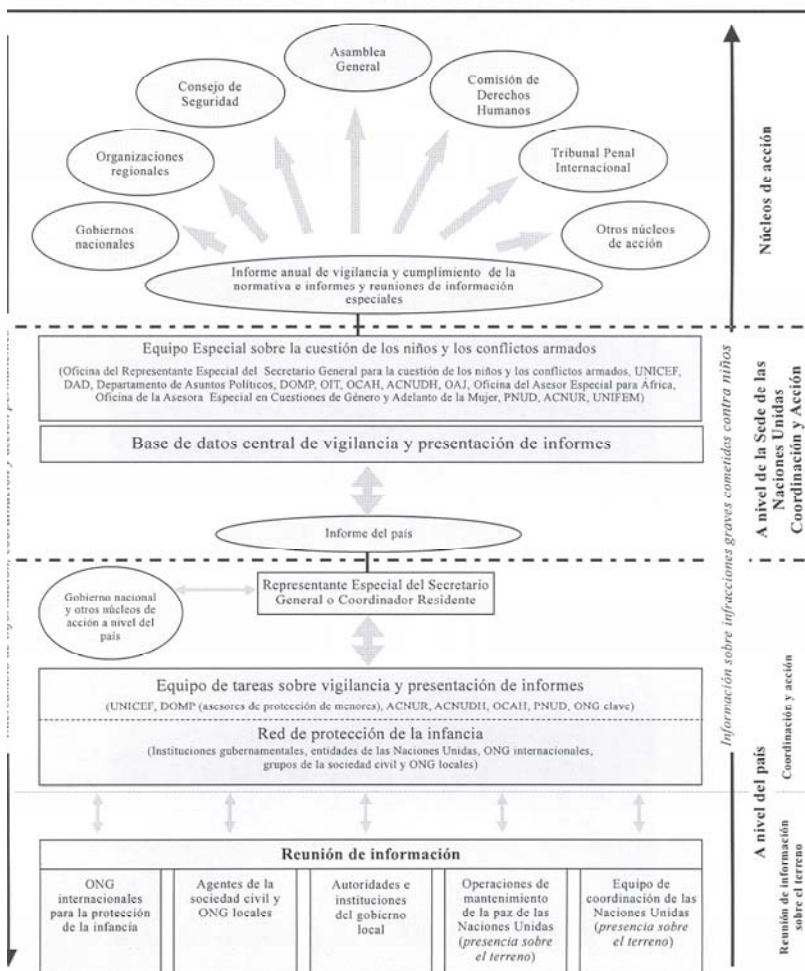 Asamblea
General
Consejo de
Seguridad
Comisión de
Derechos
Humanos
Organizaciones
regionales
Tribunal Penal
Internacional
Gobiernos
nacionales
Otros núcleos
de acción
Informe anual de vigilancia y cumplimiento de la
normativa e informes y reuniones de información
especiales
Núcleos de acción
Equipo Especial sobre la cuestión de los niños y los conflictos armados
(Oficina del Representante Especial del Secretario General para la cuestión de los niños y los conflictos armados, UNICEF,
DAD, Departamento de Asuntos Políticos, DOMP, OIT, OCAH, ACNUDH, OAJ, Oficina del Asesor Especial para África,
Oficina de la Asesora Especial en Cuestiones de Género y Adelanto de la Mujer, PNUD, ACNUR, UNIFEM)
Base de datos central de vigilancia y presentación de informes
Informe del país
A nivel de la Sede de las
Naciones Unidas
Coordinación y Acción
Información sobre infracciones graves cometidas contra niños
Representante Especial del Secretario
General o Coordinador Residente
Gobierno nacional
y otros núcleos de
acción a nivel del
país
Equipo de tareas sobre vigilancia y presentación de informes
(UNICEF, DOMP (asesores de protección de menores), ACNUR, ACNUDH, OCAH, PNUD, ONG clave)
Red de protección de la infancia
(Instituciones gubernamentales, entidades de las Naciones Unidas, ONG internacionales,
grupos de la sociedad civil y ONG locales)
A nivel del país
Coordinación y acción
Reunión de información
ONG
internacionales
para la protección
de la infancia
Agentes de la
sociedad civil y
ONG locales
Autoridades e
instituciones
del gobierno
local
Operaciones de
mantenimiento
de la paz de las
Naciones Unidas
(presencia sobre
el terreno)
Equipo de
coordinación de las
Naciones Unidas
(presencia sobre
el terreno)
Reunión de información
sobre el terreno